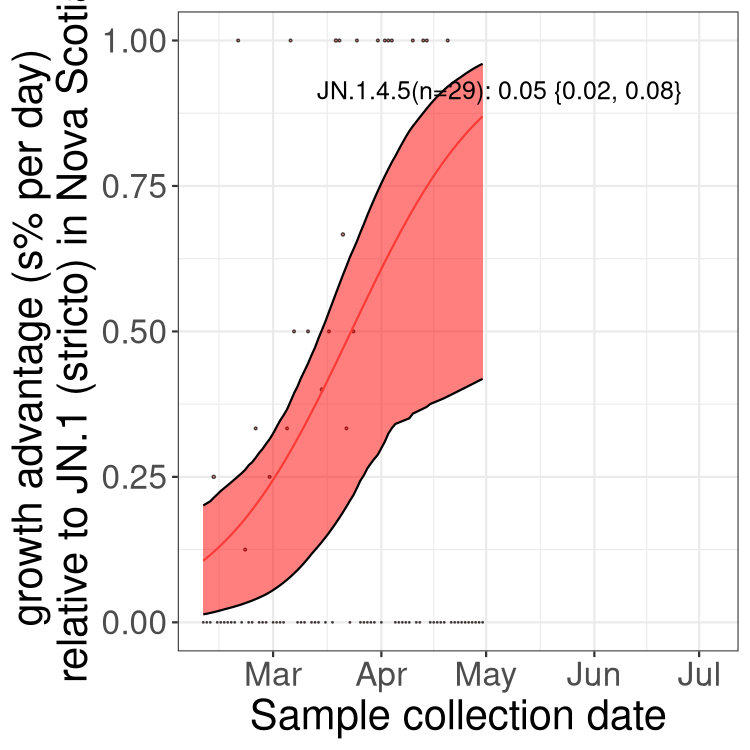 growth advantage (s% per day)
relative to JN.1 (stricto) in Nova Scotia
1.00
0.75
0.50
0.25
0.00
JN.1.4.5(n=29): 0.05 {0.02, 0.08}
Mar Apr May Jun Jul
Sample collection date